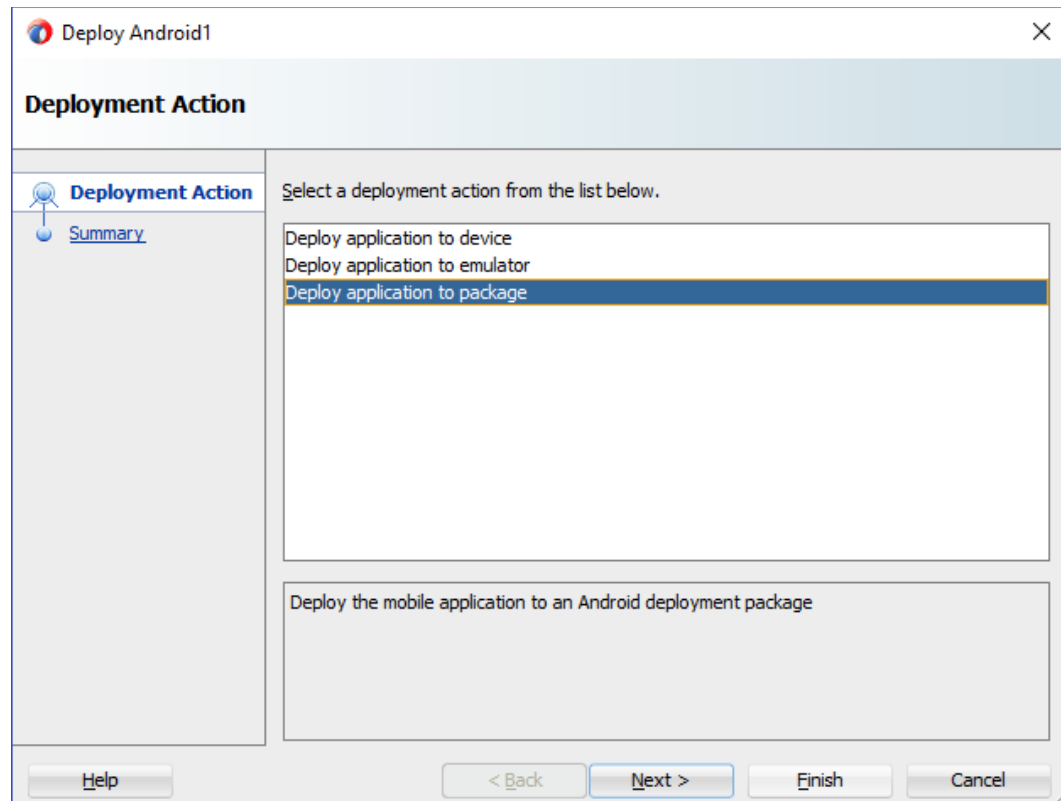 Deploy Android1
Deployment Action
Deployment Action
Summary
Select a deployment action from the list below.
Deploy application to device
Deploy application to emulator
Deploy application to package
Deploy the mobile application to an Android deployment package
Help
< Back
Next >
Finish
Cancel